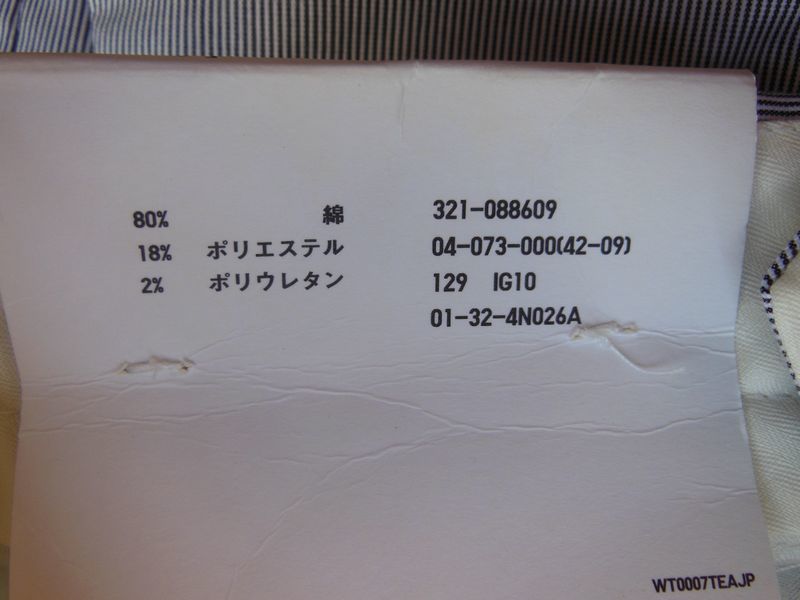 80% 綿 321-088609
18% ポリエステル 04-073-000(42-09)
2% ポリウレタン 129 IG10
01-32-4N026A
WT0007TEAJP